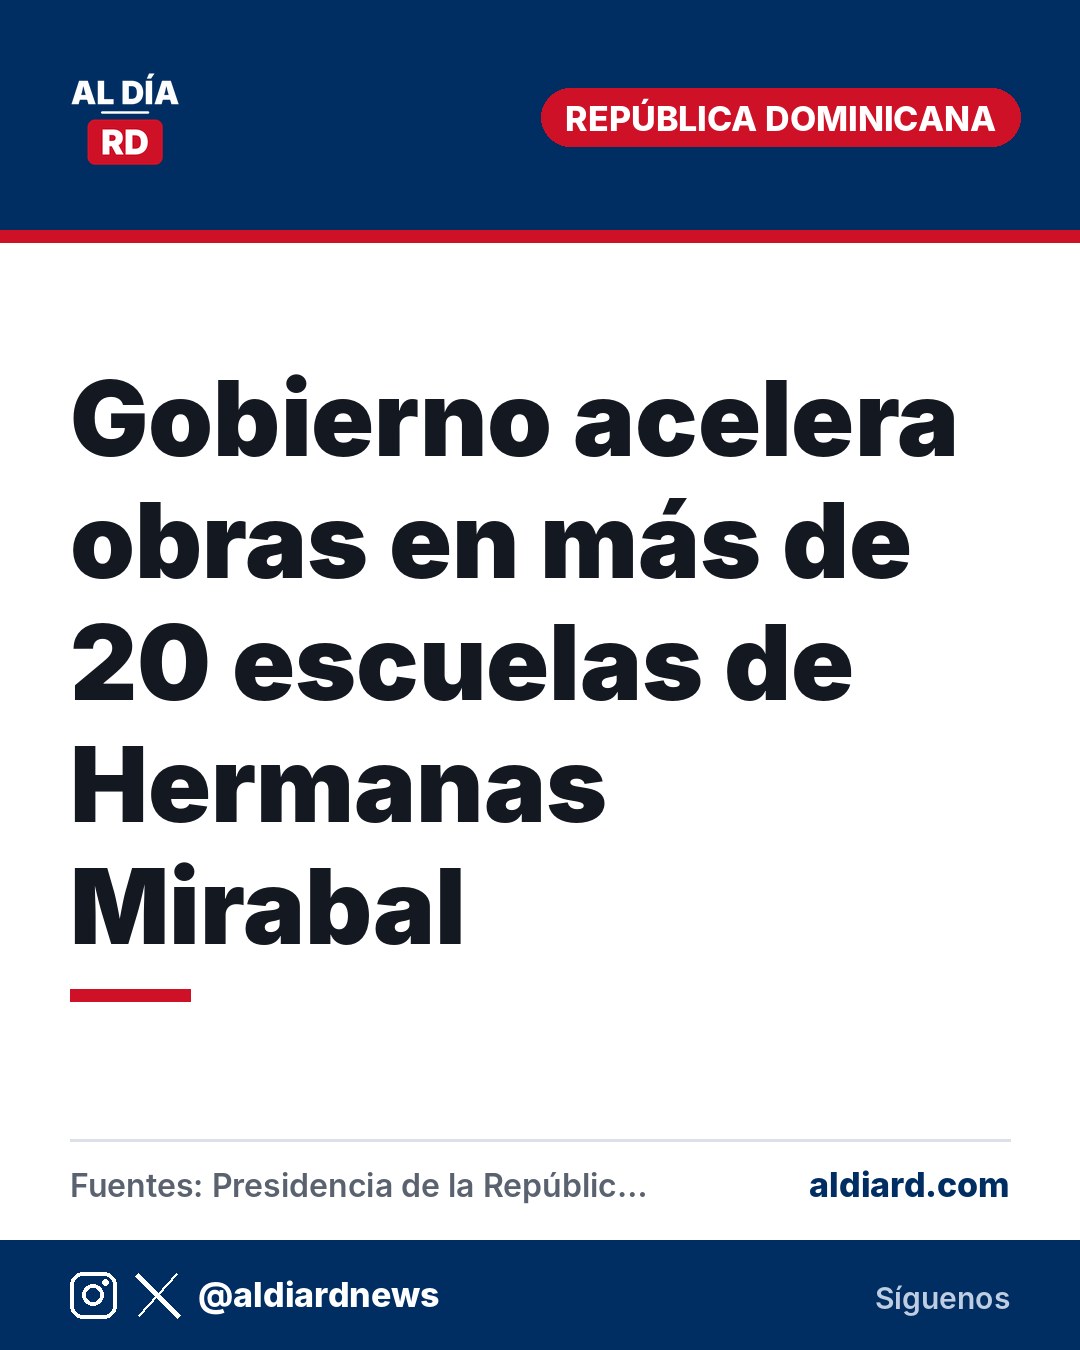 AL DÍA
RD
REPÚBLICA DOMINICANA
Gobierno acelera
obras en más de
20 escuelas de
Hermanas
Mirabal
Fuentes: Presidencia de la Repúblic...
aldiard.com
@aldiardnews
Síguenos